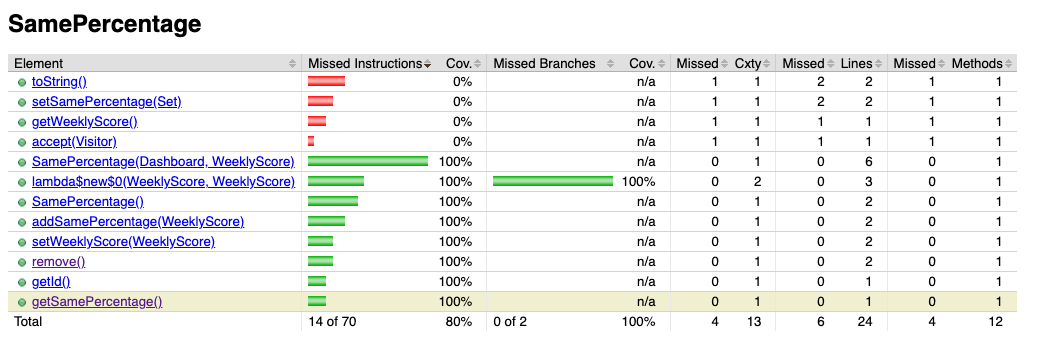 SamePercentage
Element Missed Instructions Cov. Missed Branches Cov. Missed Cxty Missed Lines Missed Methods
toString() 0% n/a 1 1 2 2 1 1
setSamePercentage(Set) 0% n/a 1 1 2 2 1 1
getWeeklyScore() 0% n/a 1 1 1 1 1 1
accept(Visitor) 0% n/a 1 1 1 1 1 1
SamePercentage(Dashboard, WeeklyScore) 100% n/a 0 1 0 6 0 1
lambda$new$0(WeeklyScore, WeeklyScore) 100% 100% 0 2 0 3 0 1
SamePercentage() 100% n/a 0 1 0 2 0 1
addSamePercentage(WeeklyScore) 100% n/a 0 1 0 2 0 1
setWeeklyScore(WeeklyScore) 100% n/a 0 1 0 2 0 1
remove() 100% n/a 0 1 0 2 0 1
getId() 100% n/a 0 1 0 1 0 1
getSamePercentage() 100% n/a 0 1 0 1 0 1
Total 14 of 70 80% 0 of 2 100% 4 13 6 24 4 12